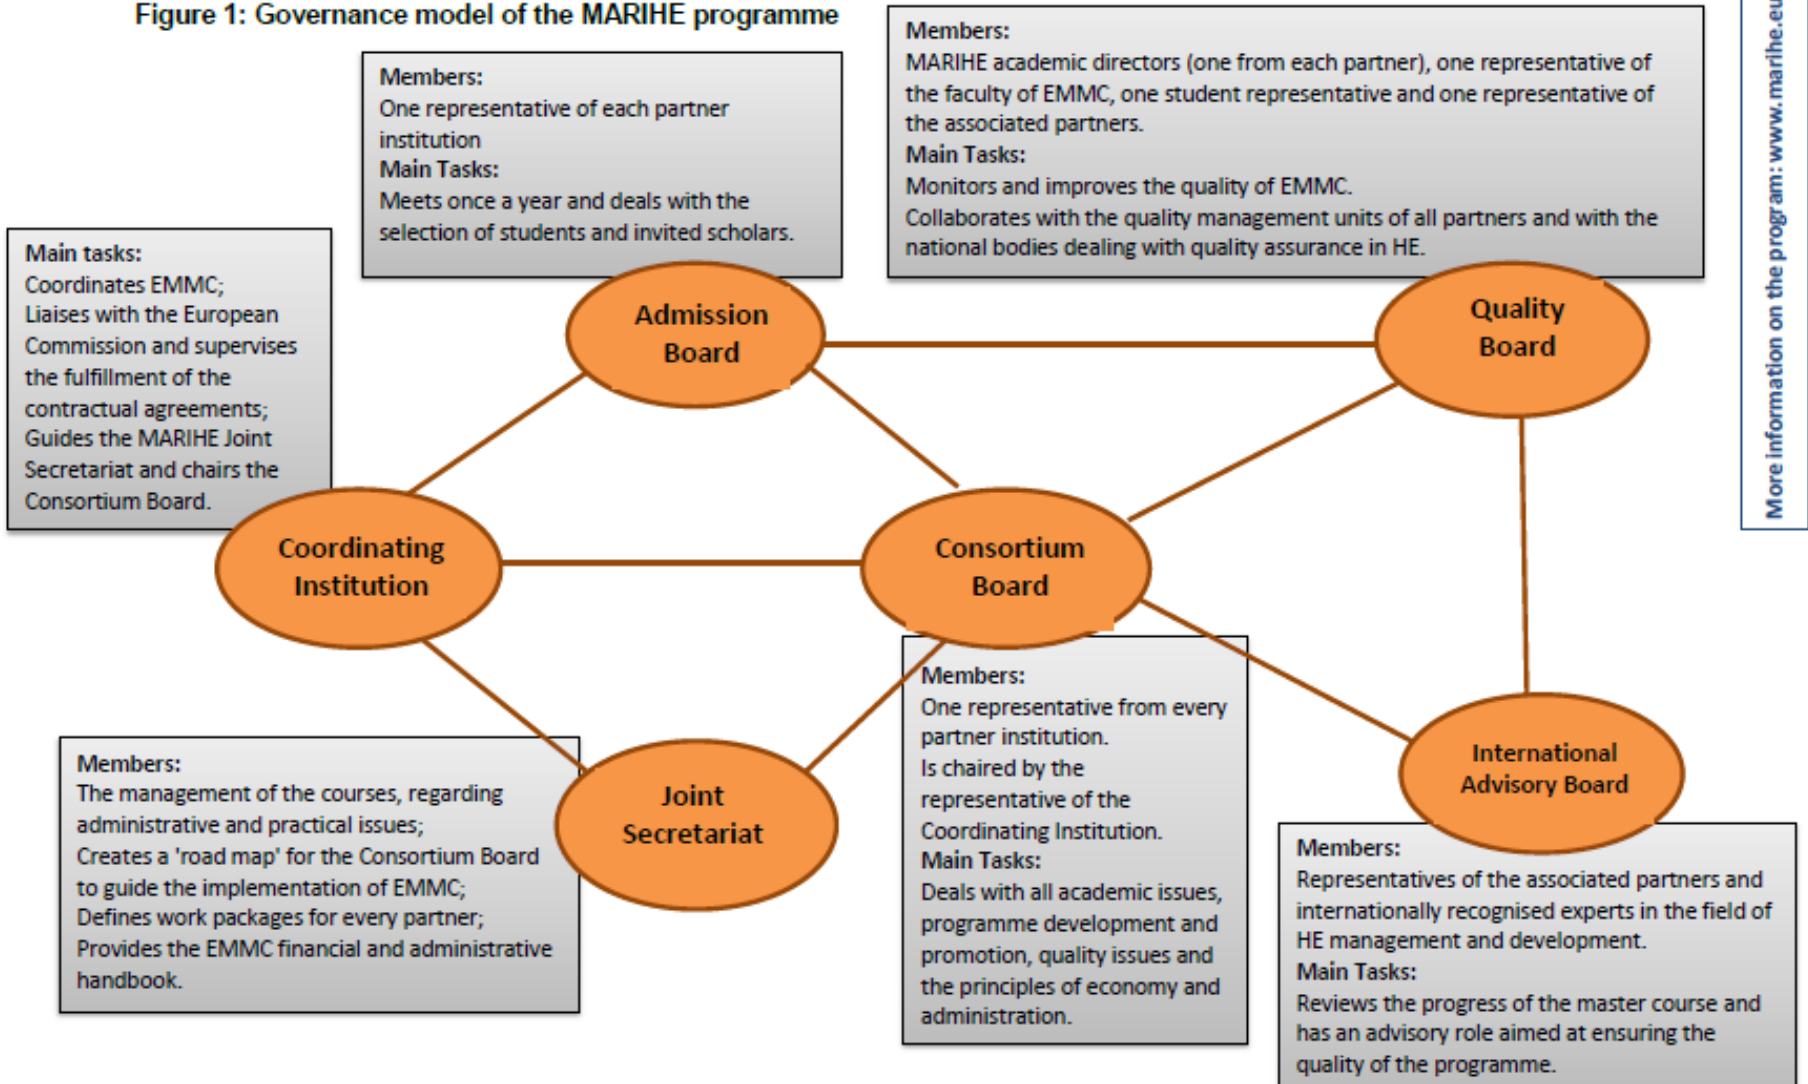 Figure 1: Governance model of the MARIHE programme
Members:
One representative of each partner
institution
Main Tasks:
Meets once a year and deals with the
selection of students and invited scholars.
Members:
MARIHE academic directors (one from each partner), one representative of
the faculty of EMMC, one student representative and one representative of
the associated partners.
Main Tasks:
Monitors and improves the quality of EMMC.
Collaborates with the quality management units of all partners and with the
national bodies dealing with quality assurance in HE.
More information on the program: www.marihe.eu
Main tasks:
Coordinates EMMC;
Liaises with the European
Commission and supervises
the fulfillment of the
contractual agreements;
Guides the MARIHE Joint
Secretariat and chairs the
Consortium Board.
Admission
Board
Quality
Board
Coordinating
Institution
Consortium
Board
Members:
The management of the courses, regarding
administrative and practical issues;
Creates a 'road map' for the Consortium Board
to guide the implementation of EMMC;
Defines work packages for every partner;
Provides the EMMC financial and administrative
handbook.
Joint
Secretariat
Members:
One representative from every
partner institution.
Is chaired by the
representative of the
Coordinating Institution.
Main Tasks:
Deals with all academic issues,
programme development and
promotion, quality issues and
the principles of economy and
administration.
International
Advisory Board
Members:
Representatives of the associated partners and
internationally recognised experts in the field of
HE management and development.
Main Tasks:
Reviews the progress of the master course and
has an advisory role aimed at ensuring the
quality of the programme.